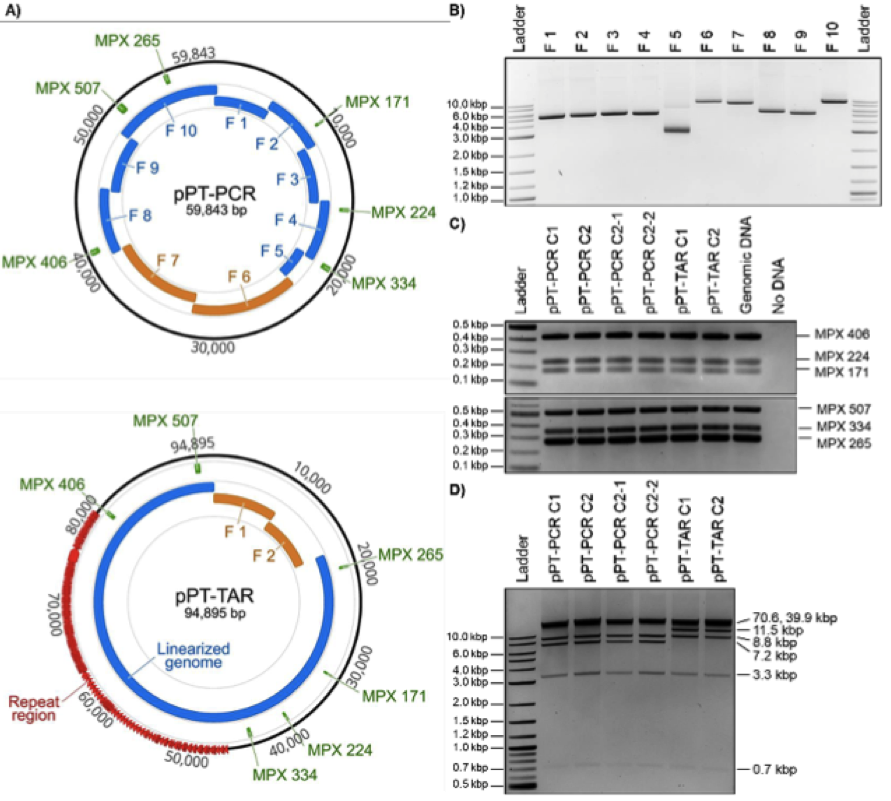 A)
59,843
MPX 265
MPX 507
MPX 171
50,000
10,000
F 1
F 10
F 2
F 9
F 3
pPT-PCR
59,843 bp
F 8
F 4
MPX 224
F 5
F 7
F 6
MPX 406
40,000
20,000
MPX 334
30,000
MPX 507
94,895
10,000
MPX 406
80,000
F 1
F 2
20,000
MPX 265
pPT-TAR
94,895 bp
70,000
Linearized
genome
30,000
MPX 171
Repeat
region
60,000
40,000
MPX 224
50,000
MPX 334
B)
Ladder
F 1
F 2
F 3
F 4
F 5
F 6
F 7
F 8
F 9
F 10
Ladder
10.0 kbp
6.0 kbp
4.0 kbp
3.0 kbp
2.0 kbp
1.5 kbp
1.2 kbp
1.0 kbp
C)
Ladder
pPT-PCR C1
pPT-PCR C2
pPT-PCR C2-1
pPT-PCR C2-2
pPT-TAR C1
pPT-TAR C2
Genomic DNA
No DNA
0.5 kbp
0.4 kbp
0.3 kbp
0.2 kbp
0.1 kbp
MPX 406
MPX 224
MPX 171
0.5 kbp
0.4 kbp
0.3 kbp
0.2 kbp
0.1 kbp
MPX 507
MPX 334
MPX 265
D)
Ladder
pPT-PCR C1
pPT-PCR C2
pPT-PCR C2-1
pPT-PCR C2-2
pPT-TAR C1
pPT-TAR C2
10.0 kbp
6.0 kbp
4.0 kbp
3.0 kbp
2.0 kbp
1.5 kbp
1.2 kbp
1.0 kbp
0.7 kbp
0.5 kbp
70.6, 39.9 kbp
11.5 kbp
8.8 kbp
7.2 kbp
3.3 kbp
0.7 kbp